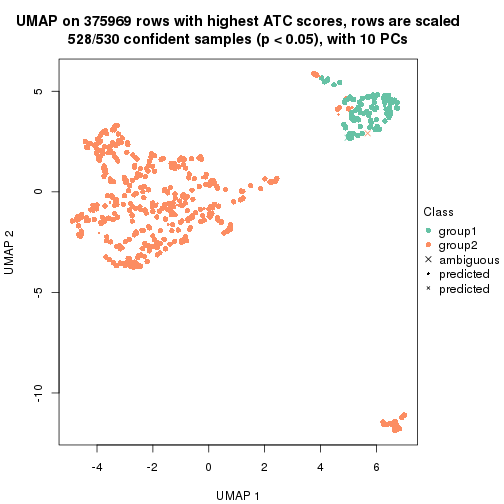 UMAP on 375969 rows with highest ATC scores, rows are scaled
528/530 confident samples (p < 0.05), with 10 PCs
5
0
-5
-10
UMAP 2
-4
-2
0
2
4
6
UMAP 1
Class
group1
group2
ambiguous
predicted
predicted